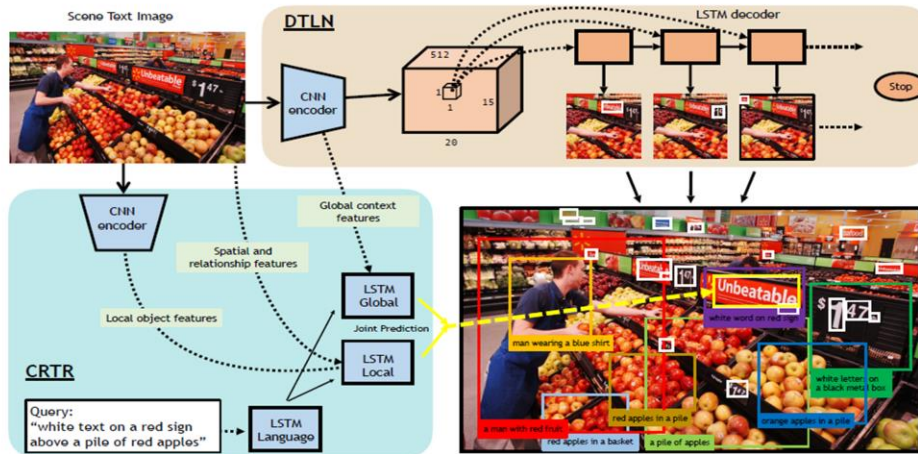 Scene Text Image
DTLN
LSTM decoder
CNN
encoder
512
1
1
15
20
Stop
Unbeatable
$1.47
CNN
encoder
Global context
features
Spatial and
relationship features
Local object features
LSTM
Global
Joint Prediction
LSTM
Local
CRTR
Query:
"white text on a red sign
above a pile of red apples"
LSTM
Language
Unbeatable
white word on red sign
$1.47
man wearing a blue shirt
white letters on
a black metal box
red apples in a pile
orange apples in a pile
a man with red fruit
red apples in a basket
a pile of apples